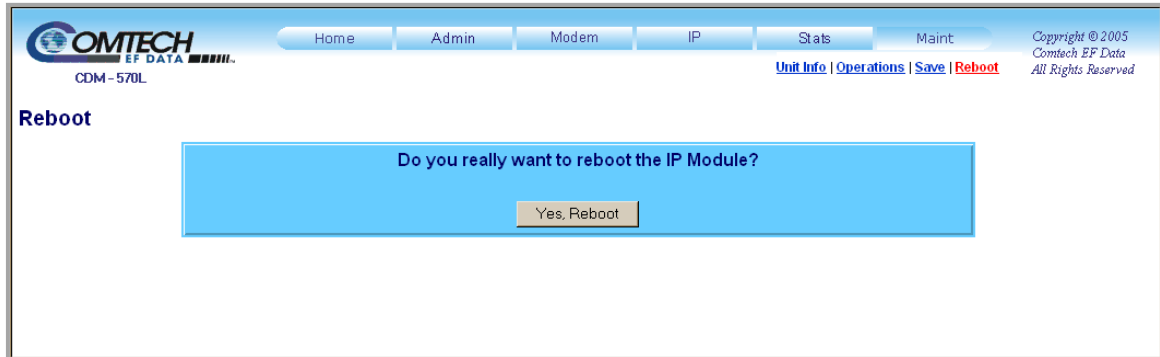 COMTECH
EF DATA
CDM-570L
Home Admin Modem IP Stats Maint
Unit Info | Operations | Save | Reboot
Copyright © 2005
Comtech EF Data
All Rights Reserved
Reboot
Do you really want to reboot the IP Module?
Yes, Reboot